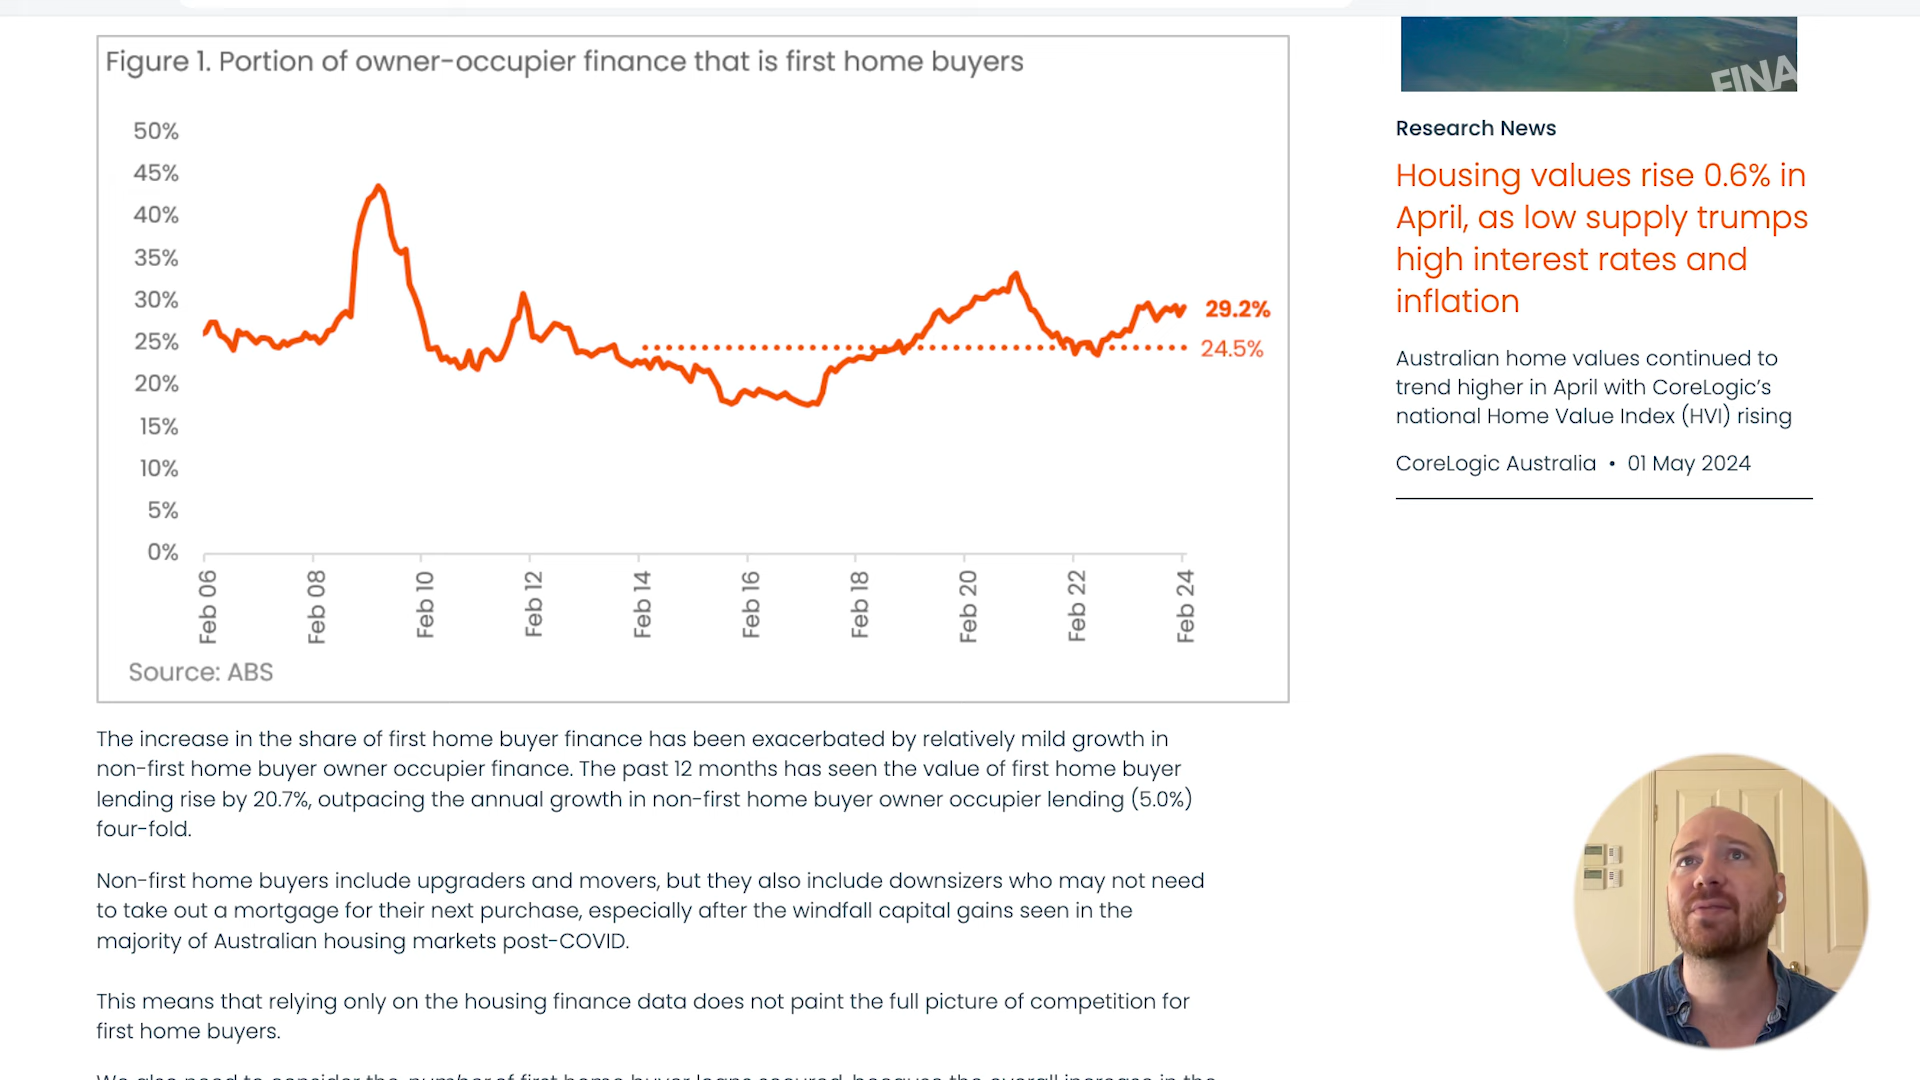 Figure 1. Portion of owner-occupier finance that is first home buyers
50%
45%
40%
35%
30%
25%
20%
15%
10%
5%
0%
29.2%
24.5%
Feb 06
Feb 08
Feb 10
Feb 12
Feb 14
Feb 16
Feb 18
Feb 20
Feb 22
Feb 24
Source: ABS
The increase in the share of first home buyer finance has been exacerbated by relatively mild growth in
non-first home buyer owner occupier finance. The past 12 months has seen the value of first home buyer
lending rise by 20.7%, outpacing the annual growth in non-first home buyer owner occupier lending (5.0%)
four-fold.
Non-first home buyers include upgraders and movers, but they also include downsizers who may not need
to take out a mortgage for their next purchase, especially after the windfall capital gains seen in the
majority of Australian housing markets post-COVID.
This means that relying only on the housing finance data does not paint the full picture of competition for
first home buyers.
FINA
Research News
Housing values rise 0.6% in
April, as low supply trumps
high interest rates and
inflation
Australian home values continued to
trend higher in April with CoreLogic's
national Home Value Index (HVI) rising
CoreLogic Australia • 01 May 2024